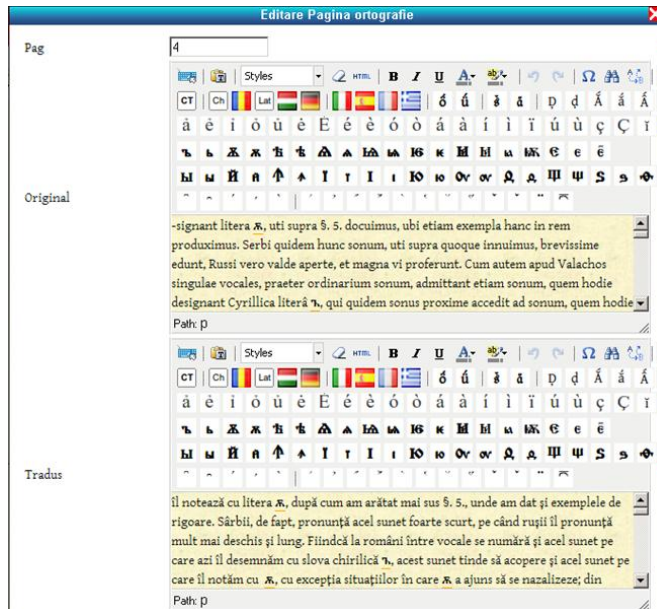 Editare Pagina ortografie
Pag 4
Styles HTML B I U A ab Ω
CT Ch Lat ḙ́ ű ẚ ă Ḍ ḍ Ấ ấ Ấ
á ė i ȯ ů ė É é è ó ò á à í ì ï ú ù ç Ç ĭ
ъ ь Ѫ ѫ Ћ ѣ Ѧ ѧ Ѩ ѩ Ѥ ѥ Ы ы ѩ Ѭ Є є є̑
Ы ы Й й Ꙟ ꙟ Ї ї І і Ю ю Ѹ ѹ Ѻ ѻ Щ щ Ѕ ѕ
Original
-signant litera ѫ, uti supra §. 5. docuimus, ubi etiam exempla hanc in rem
produximus. Serbi quidem hunc sonum, uti supra quoque innuimus, brevissime
edunt, Russi vero valde aperte, et magna vi proferunt. Cum autem apud Valachos
singulae vocales, praeter ordinarium sonum, admittant etiam sonum, quem hodie
designant Cyrillica literâ ъ, qui quidem sonus proxime accedit ad sonum, quem hodie
Path: p
Styles HTML B I U A ab Ω
CT Ch Lat
á ė i ȯ ů ė É é è ó ò á à í ì ï ú ù ç Ç ĭ
Tradus
îl notează cu litera ѫ, după cum am arătat mai sus §. 5., unde am dat și exemplele de
rigoare. Sârbii, de fapt, pronunță acel sunet foarte scurt, pe când rușii îl pronunță
mult mai deschis și lung. Fiindcă la români între vocale se numără și acel sunet pe
care azi îl desemnăm cu slova chirilică ъ, acest sunet tinde să acopere și acel sunet pe
care îl notăm cu ѫ, cu excepția situațiilor în care ѫ a ajuns să se nazalizeze; din
Path: p